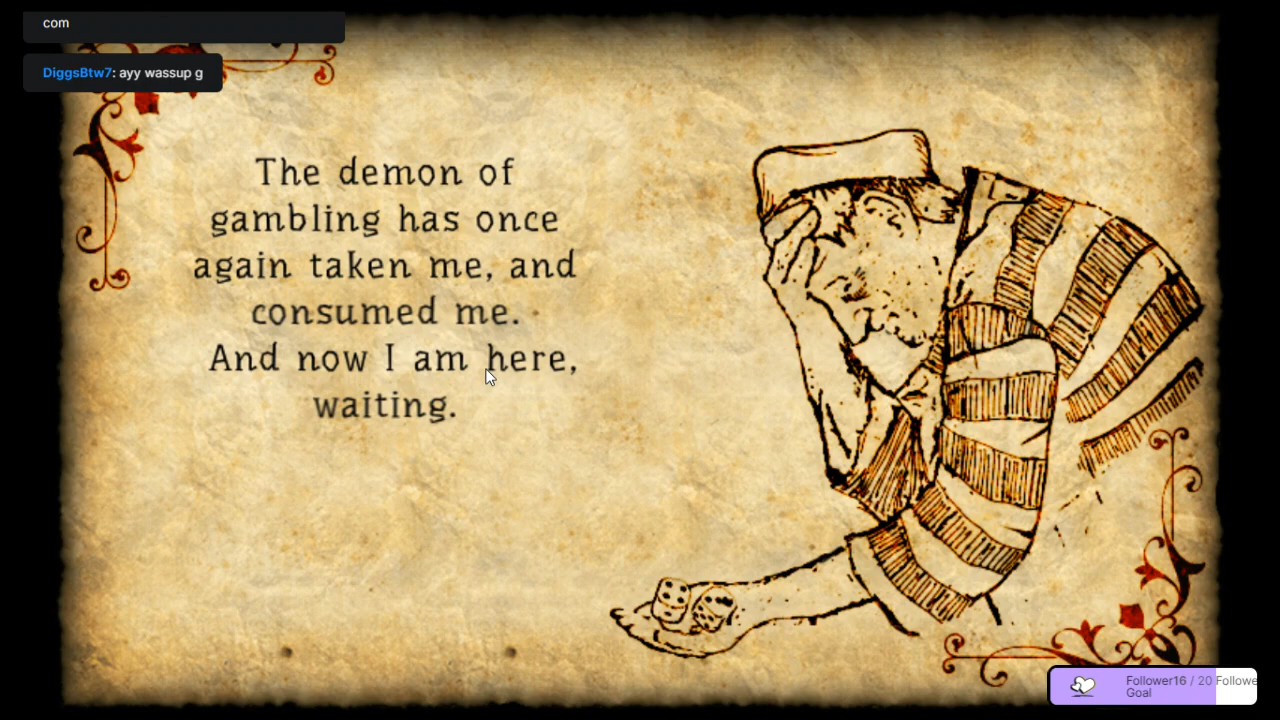 com
DiggsBtw7: ayy wassup g
The demon of
gambling has once
again taken me, and
consumed me.
And now I am here,
waiting.
Follower16 / 20 Followe
Goal